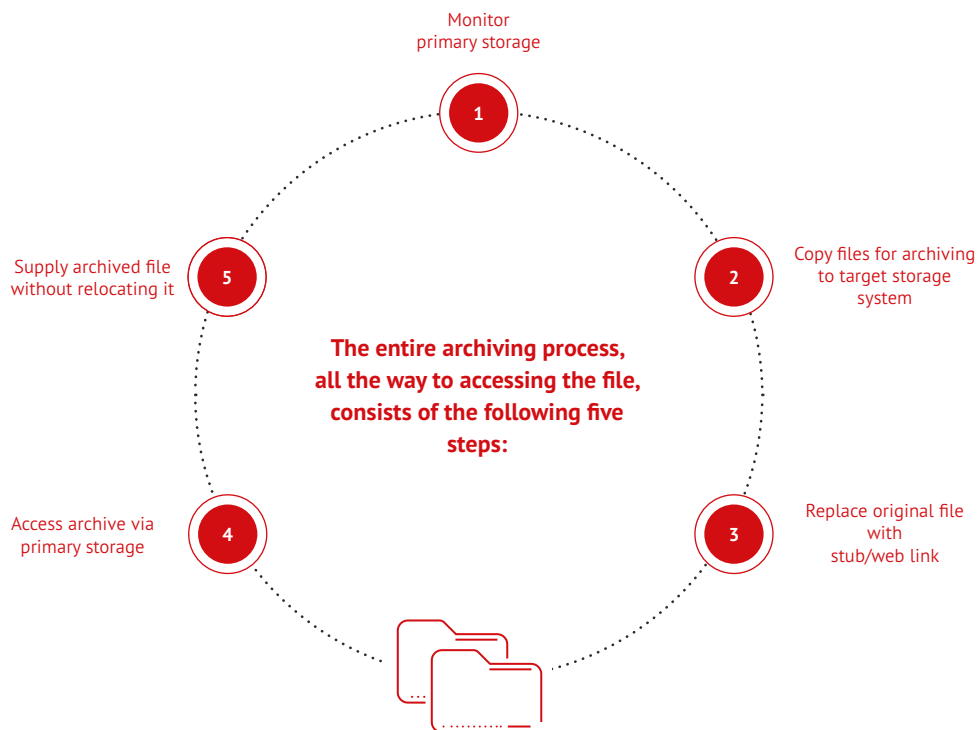 Monitor
primary storage
1
2
Copy files for archiving
to target storage
system
3
Replace original file
with
stub/web link
4
Access archive via
primary storage
5
Supply archived file
without relocating it
The entire archiving process,
all the way to accessing the file,
consists of the following five
steps: